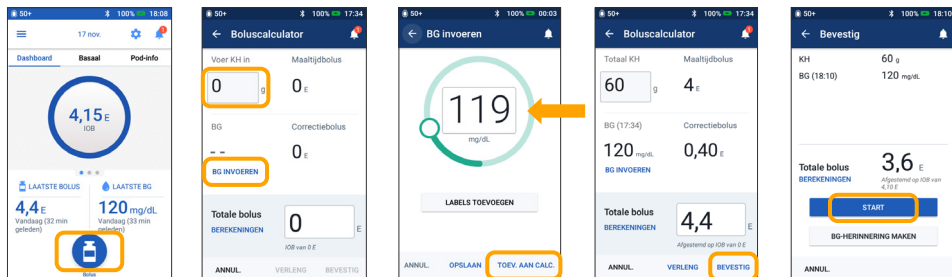 50+ 100% 18:08
17 nov.
Dashboard Basaal Pod-info
4,15 E
IOB
LAATSTE BOLUS LAATSTE BG
4,4 E 120 mg/dL
Vandaag (32 min geleden) Vandaag (33 min geleden)
Bolus
50+ 100% 17:34
Boluscalculator
Voer KH in Maaltijdbolus
0 g 0 E
BG Correctiebolus
-- 0 E
BG INVOEREN
Totale bolus
BEREKENINGEN 0 E
IOB van 0 E
ANNUL. VERLENG BEVESTIG
50+ 100% 00:03
BG invoeren
119
mg/dL
LABELS TOEVOEGEN
ANNUL. OPSLAAN TOEV. AAN CALC.
50+ 100% 17:34
Boluscalculator
Totaal KH Maaltijdbolus
60 g 4 E
BG (17:34) Correctiebolus
120 mg/dL 0,40 E
BG INVOEREN
Totale bolus
BEREKENINGEN 4,4 E
Afgestemd op IOB van 0 E
ANNUL. VERLENG BEVESTIG
50+ 100% 18:10
Bevestig
KH 60 g
BG (18:10) 120 mg/dL
Totale bolus 3,6 E
BEREKENINGEN Afgestemd op IOB van
4,10 E
START
BG-HERINNERING MAKEN
ANNUL.